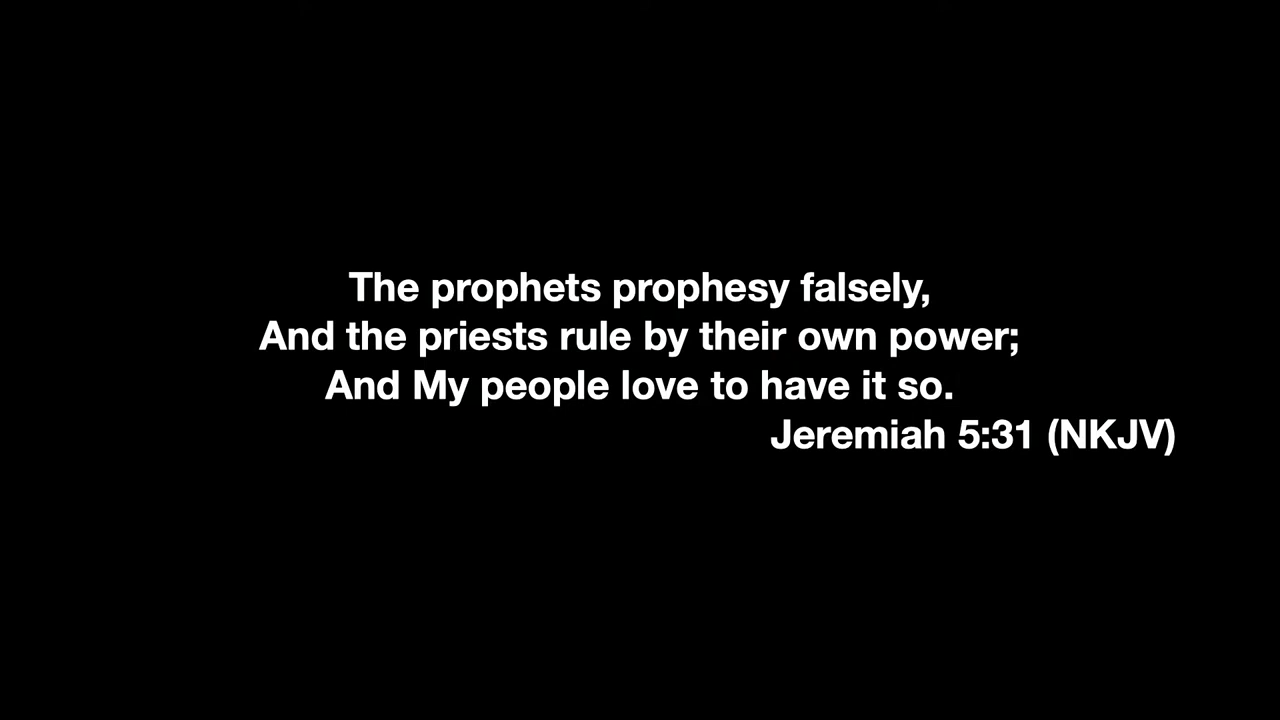 The prophets prophesy falsely,
And the priests rule by their own power;
And My people love to have it so.
Jeremiah 5:31 (NKJV)